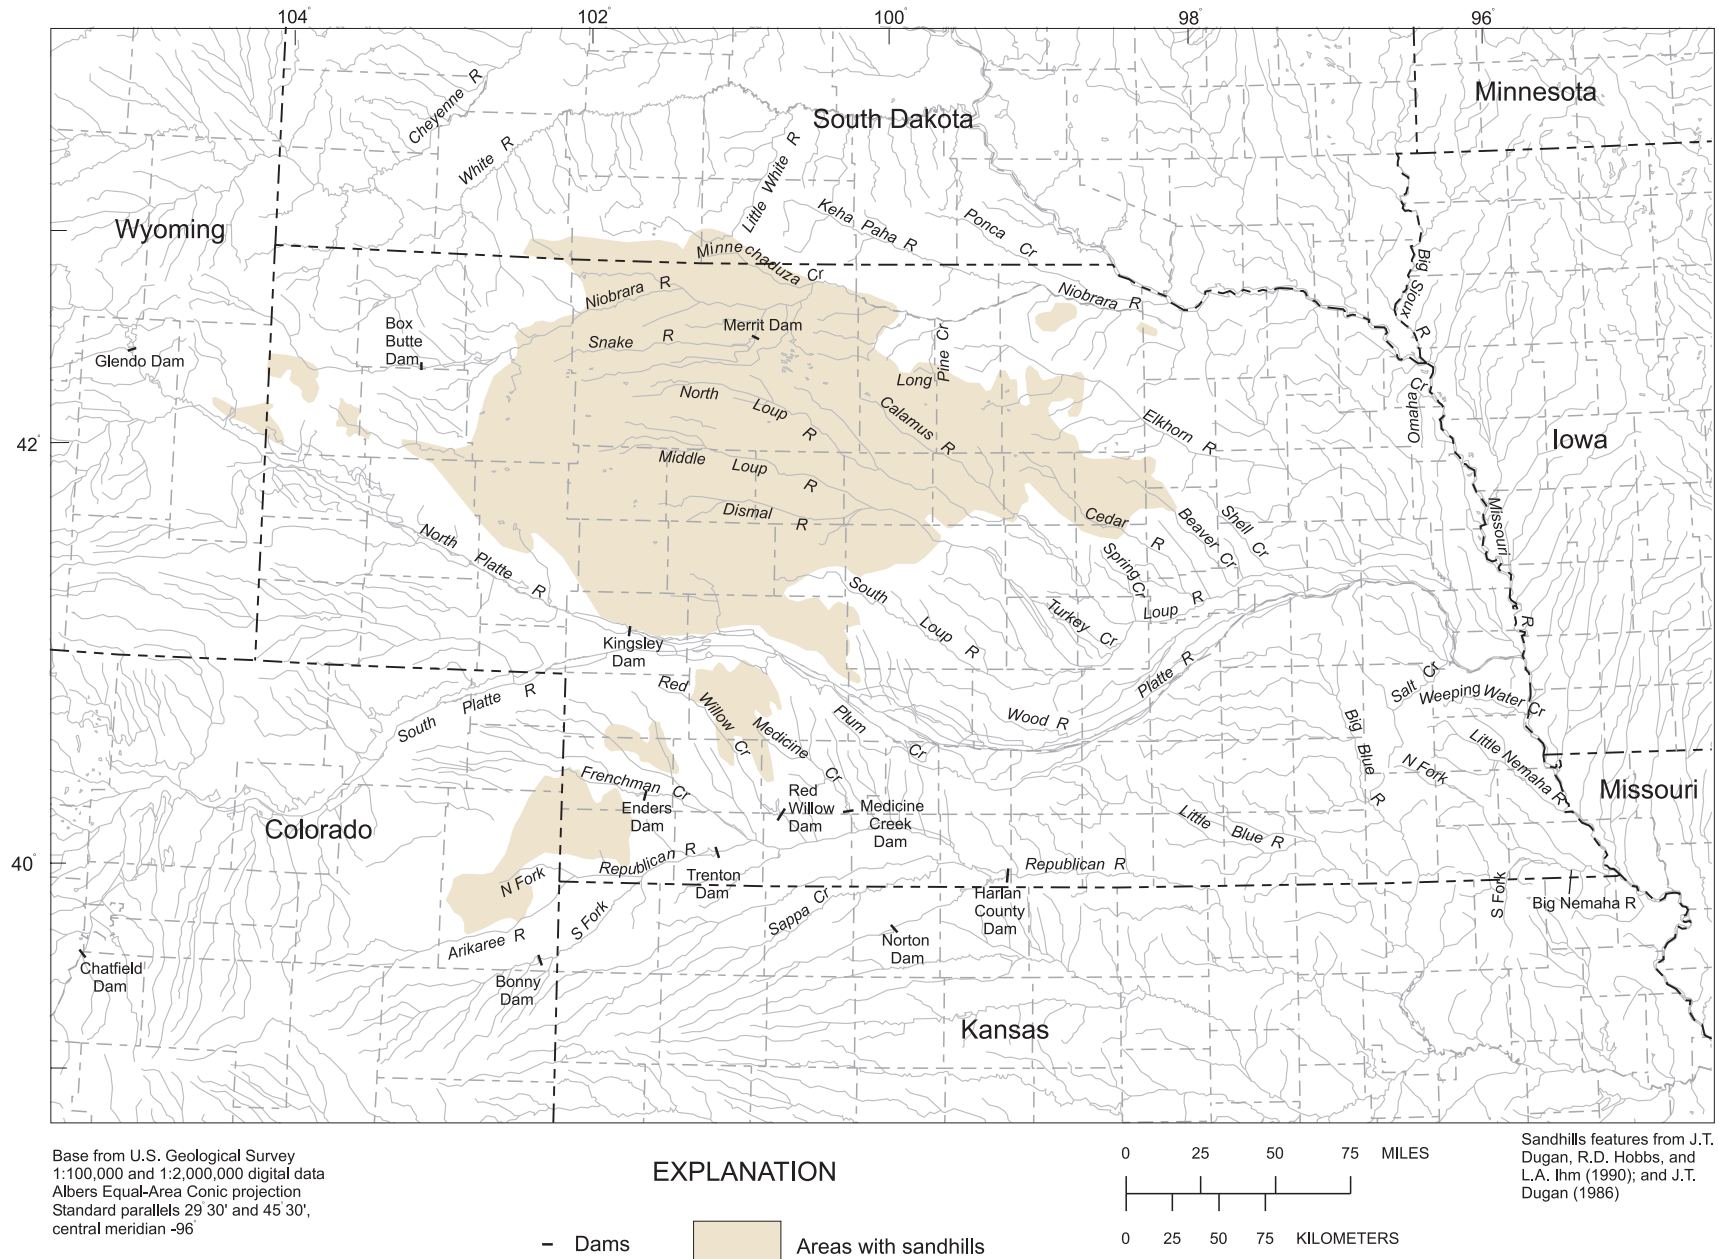 104°
102°
100°
98°
96°
42°
40°
Minnesota
South Dakota
Wyoming
Iowa
Missouri
Colorado
Kansas
Cheyenne R
White R
Little White R
Keha Paha R
Ponca Cr
Minnechaduza Cr
Niobrara R
Niobrara R
Big Sioux R
Box
Butte
Dam
Glendo Dam
Snake R
Merrit Dam
Long Pine Cr
North Loup R
Calamus R
Elkhorn R
Omaha Cr
Middle Loup R
Dismal R
Cedar R
Beaver Cr
Shell Cr
Missouri R
North Platte R
South Loup R
Spring Cr
Turkey Cr
Loup R
Kingsley
Dam
Platte R
South Platte R
Red Willow Cr
Medicine Cr
Plum Cr
Wood R
Salt Cr
Weeping Water Cr
Big Blue R
N Fork
Little Nemaha R
Frenchman Cr
Enders
Dam
Red
Willow
Dam
Medicine
Creek
Dam
Little Blue R
Republican R
Republican R
Trenton
Dam
N Fork
S Fork
Arikaree R
Sappa Cr
Harlan
County
Dam
Norton
Dam
S Fork
Big Nemaha R
Chatfield
Dam
Bonny
Dam
Base from U.S. Geological Survey
1:100,000 and 1:2,000,000 digital data
Albers Equal-Area Conic projection
Standard parallels 29°30' and 45°30',
central meridian -96°
EXPLANATION
Dams
Areas with sandhills
0 25 50 75 MILES
0 25 50 75 KILOMETERS
Sandhills features from J.T.
Dugan, R.D. Hobbs, and
L.A. Ihm (1990); and J.T.
Dugan (1986)